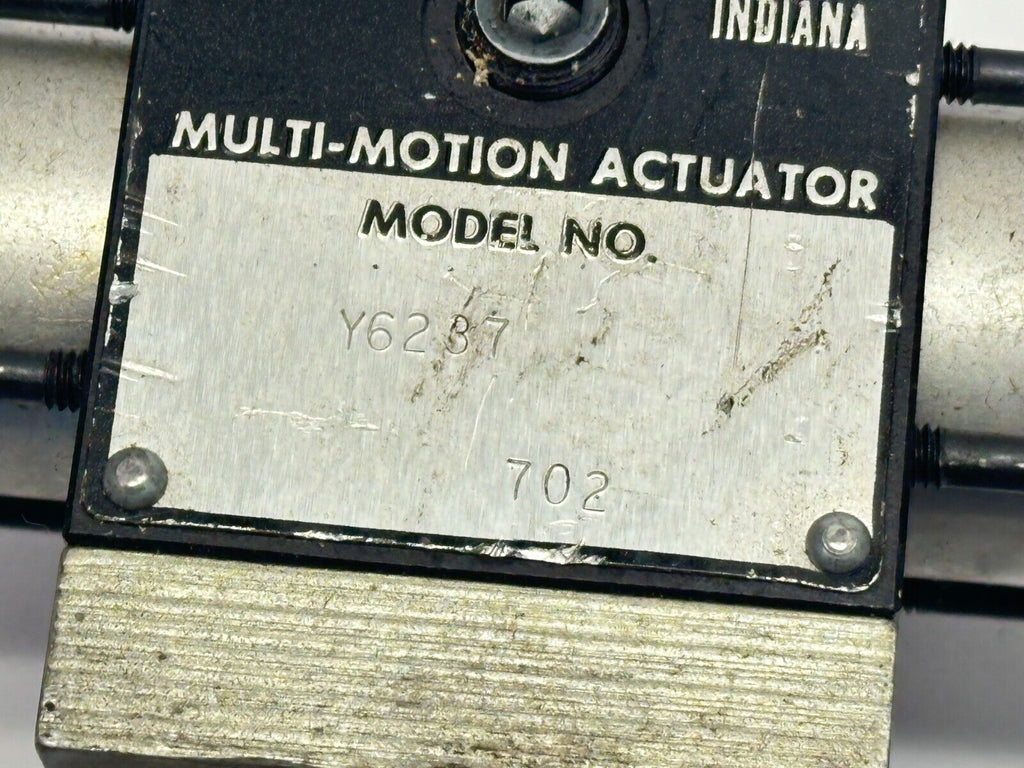 INDIANA
MULTI-MOTION ACTUATOR
MODEL NO.
Y6237
702